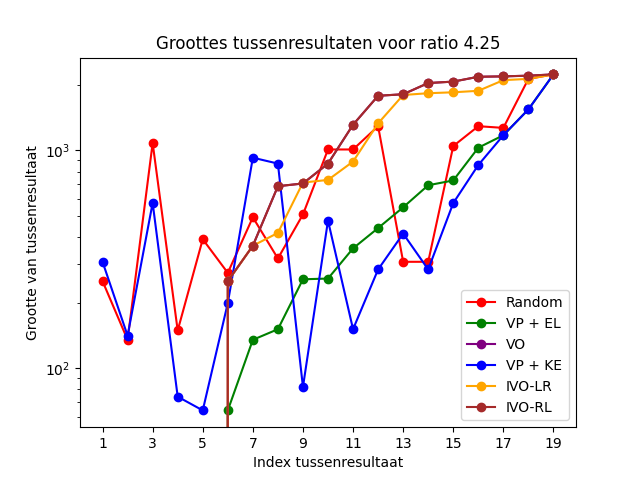 Groottes tussenresultaten voor ratio 4.25
Grootte van tussenresultaat
10³
10²
1 3 5 7 9 11 13 15 17 19
Index tussenresultaat
Random
VP + EL
VO
VP + KE
IVO-LR
IVO-RL